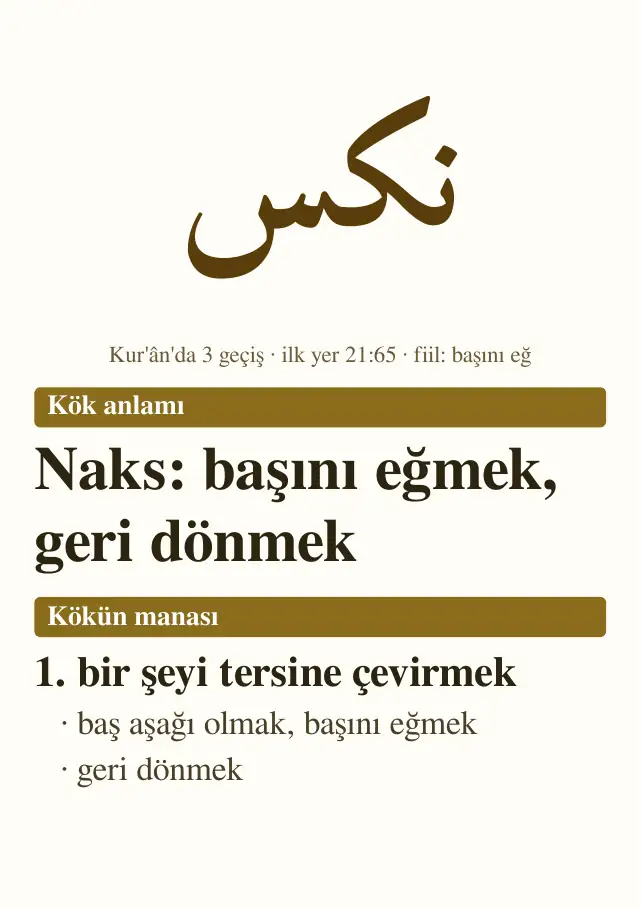 نكس
Kur'ân'da 3 geçiş · ilk yer 21:65 · fiil: başını eğ
Kök anlamı
Naks: başını eğmek,
geri dönmek
Kökün manası
1. bir şeyi tersine çevirmek
· baş aşağı olmak, başını eğmek
· geri dönmek